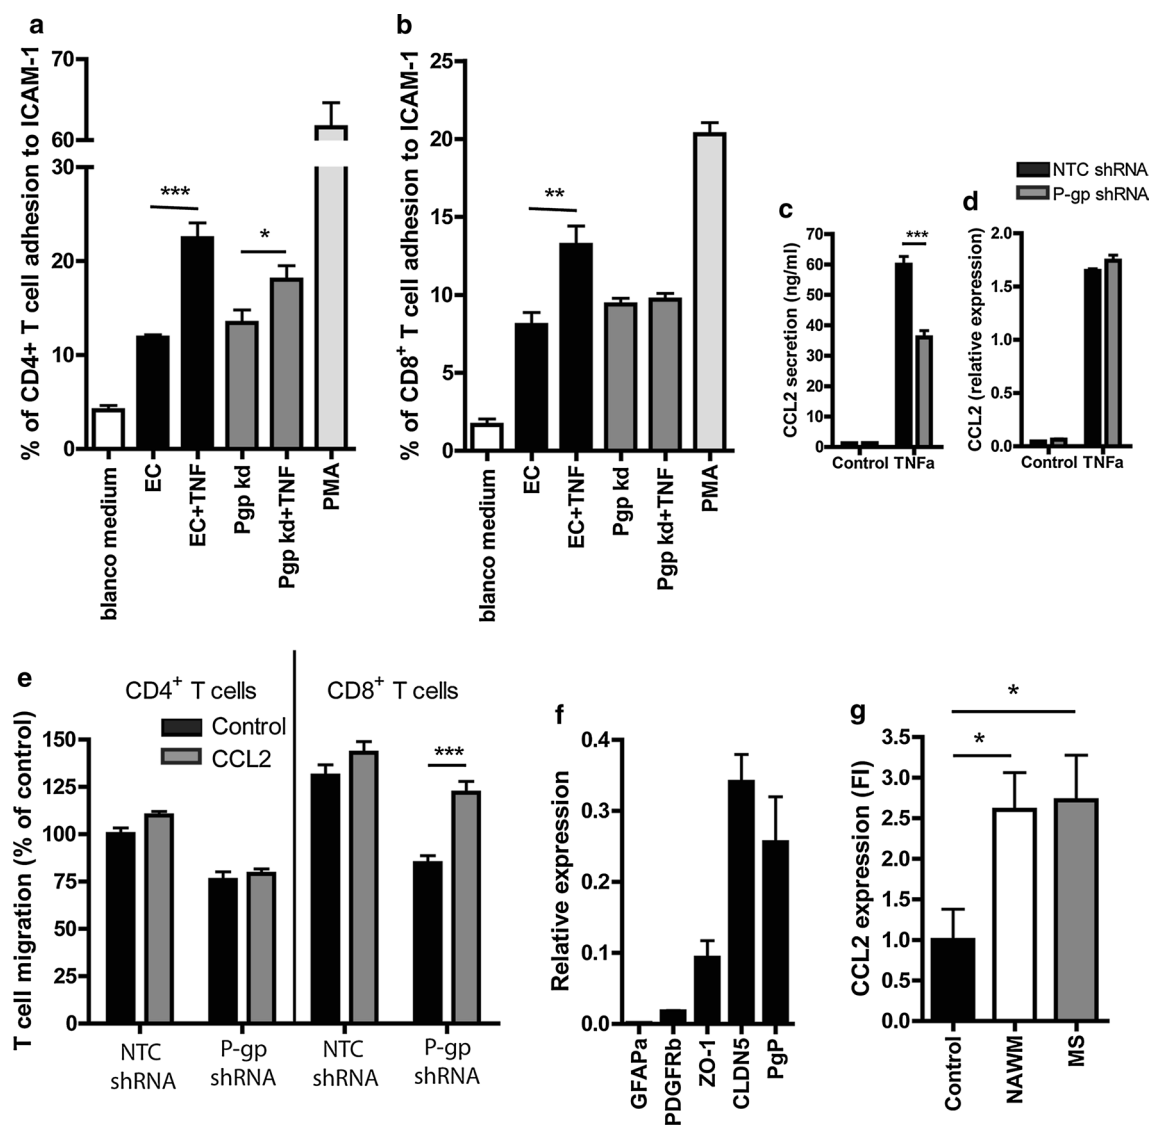 a
% of CD4+ T cell adhesion to ICAM-1
70
60
30
20
10
0
***
*
blanco medium
EC
EC+TNF
Pgp kd
Pgp kd+TNF
PMA
b
% of CD8+ T cell adhesion to ICAM-1
25
20
15
10
5
0
**
blanco medium
EC
EC+TNF
Pgp kd
Pgp kd+TNF
PMA
NTC shRNA
P-gp shRNA
c
CCL2 secretion (ng/ml)
70
60
50
40
30
20
10
0
***
Control TNFa
d
CCL2 (relative expression)
2.0
1.5
1.0
0.5
0.0
Control TNFa
e
CD4+ T cells
CD8+ T cells
Control
CCL2
T cell migration (% of control)
150
125
100
75
50
25
0
***
NTC
shRNA
P-gp
shRNA
NTC
shRNA
P-gp
shRNA
f
Relative expression
0.4
0.3
0.2
0.1
0.0
GFAPa
PDGFRb
ZO-1
CLDN5
PgP
g
CCL2 expression (FI)
3.5
3.0
2.5
2.0
1.5
1.0
0.5
0.0
*
*
Control
NAWM
MS